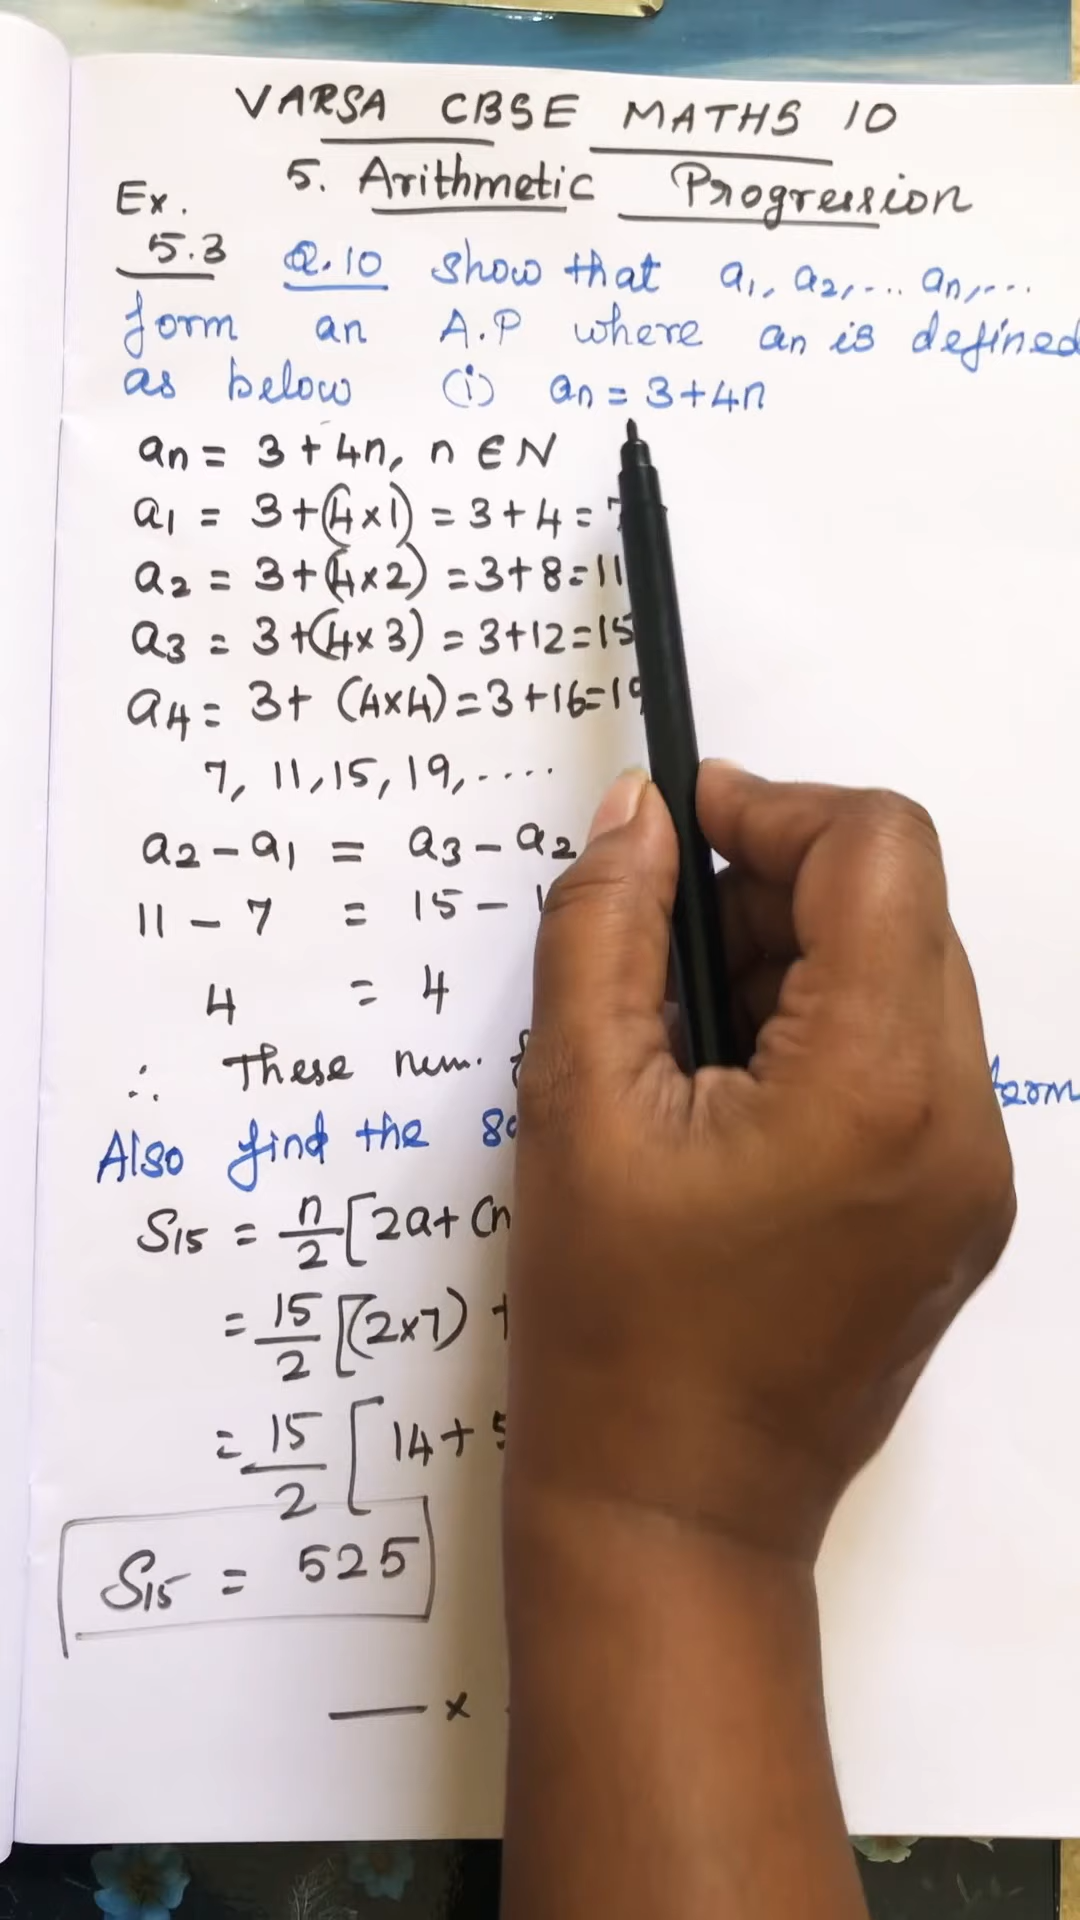 VARSA CBSE MATHS 10
5. Arithmetic Progression
Ex.
5.3 Q.10 show that a₁, a₂,... aₙ,...
form an A.P where aₙ is defined
as below (i) aₙ = 3+4n
aₙ = 3 + 4n, n ∈ N
a₁ = 3+(4×1) = 3+4=7
a₂ = 3+(4×2) =3+8=11
a₃ = 3+(4×3) = 3+12=15
a₄ = 3+ (4×4)=3+16=19
7, 11, 15, 19, ....
a₂-a₁ = a₃-a₂
11 - 7 = 15 -
4 = 4
∴ These num.
Also find the
S₁₅ = n/2 [2a+(n
= 15/2 [(2×7) +
= 15/2 [14+5
S₁₅ = 525
— ×